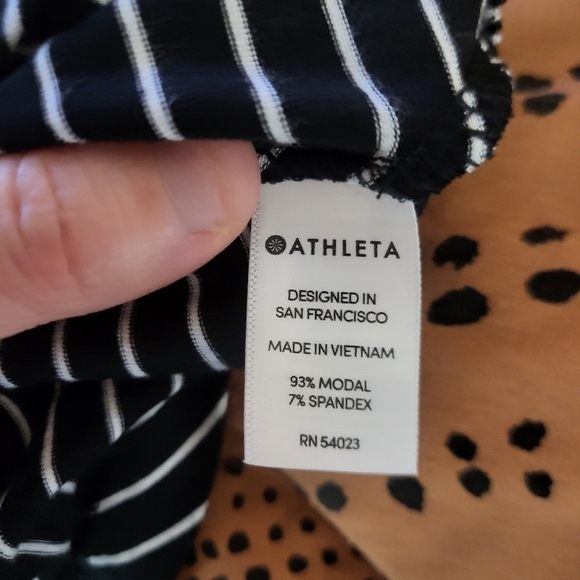 ATHLETA
DESIGNED IN
SAN FRANCISCO
MADE IN VIETNAM
93% MODAL
7% SPANDEX
RN 54023